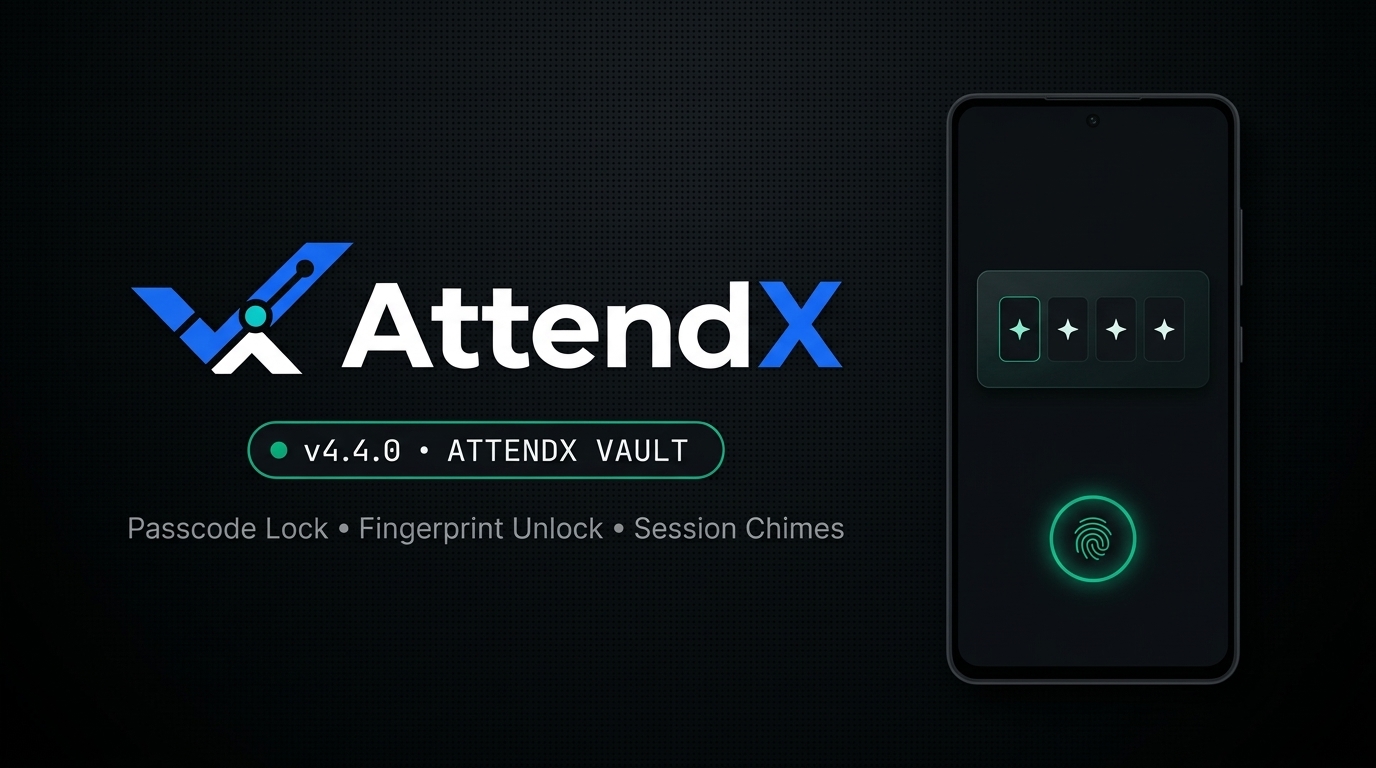 AttendX
v4.4.0 • ATTENDX VAULT
Passcode Lock • Fingerprint Unlock • Session Chimes